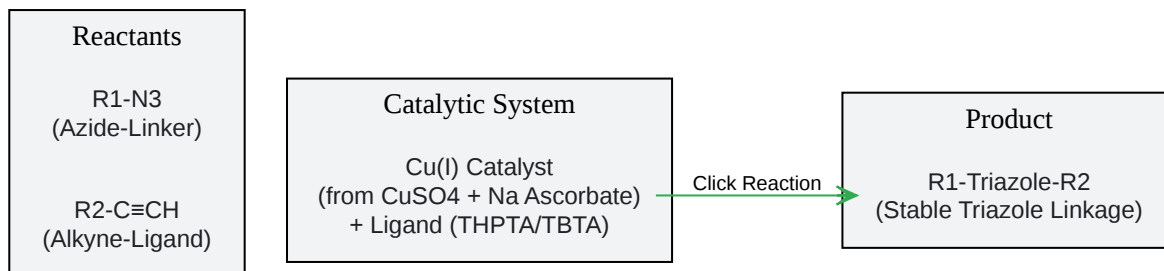 Reactants
R1-N3
(Azide-Linker)
R2-C≡CH
(Alkyne-Ligand)
Catalytic System
Cu(I) Catalyst
(from CuSO4 + Na Ascorbate)
+ Ligand (THPTA/TBTA)
Click Reaction
Product
R1-Triazole-R2
(Stable Triazole Linkage)